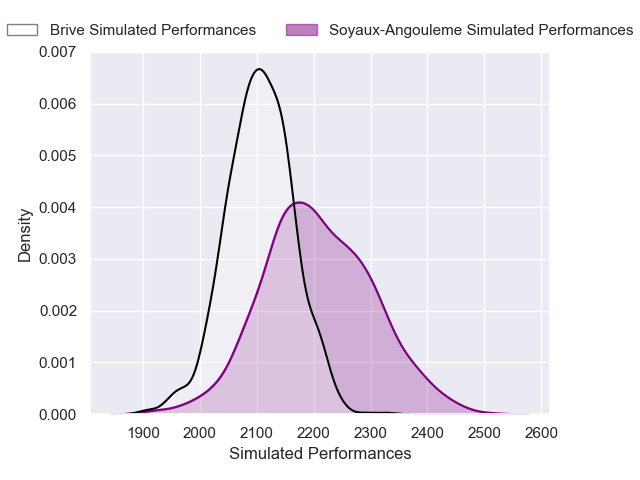 Brive Simulated Performances
Soyaux-Angouleme Simulated Performances
0.007
0.006
0.005
0.004
0.003
0.002
0.001
0.000
Density
1900 2000 2100 2200 2300 2400 2500 2600
Simulated Performances